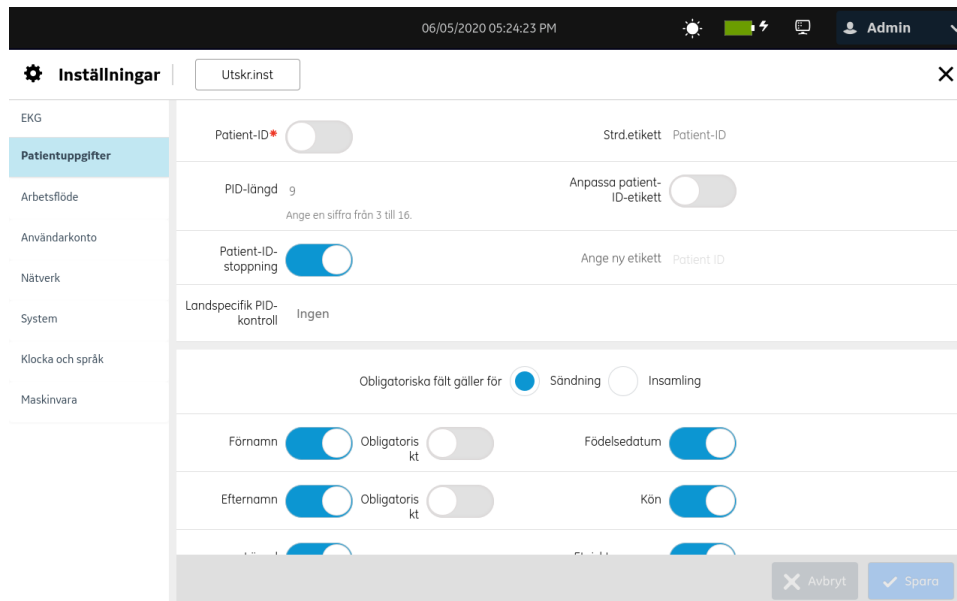 06/05/2020 05:24:23 PM
Admin
Inställningar
Utskr.inst
EKG
Patientuppgifter
Arbetsflöde
Användarkonto
Nätverk
System
Klocka och språk
Maskinvara
Patient-ID*
Strd.etikett Patient-ID
PID-längd 9
Ange en siffra från 3 till 16.
Anpassa patient-
ID-etikett
Patient-ID-
stoppning
Ange ny etikett Patient ID
Landspecifik PID-
kontroll
Ingen
Obligatoriska fält gäller för Sändning Insamling
Förnamn
Obligatoris
kt
Födelsedatum
Efternamn
Obligatoris
kt
Kön
Avbryt
Spara